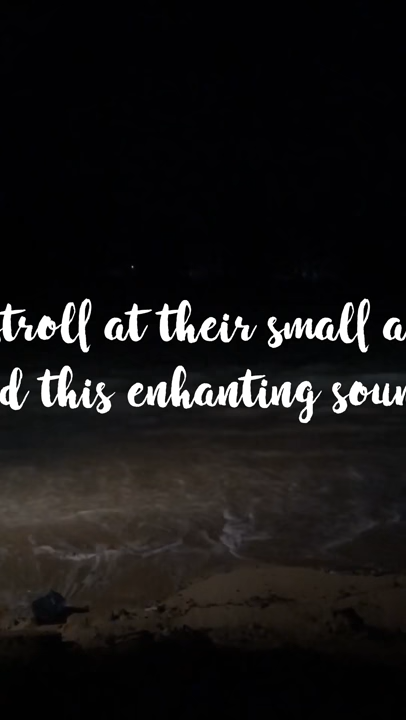 troll at their small a
d this enhanting soun